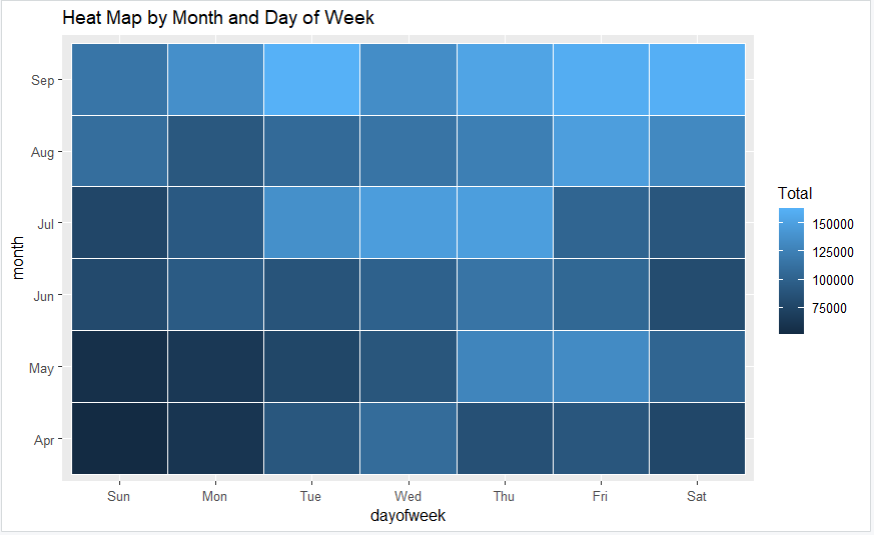 Heat Map by Month and Day of Week
Sep
Aug
Jul
Jun
May
Apr
month
Sun Mon Tue Wed Thu Fri Sat
dayofweek
Total
150000
125000
100000
75000